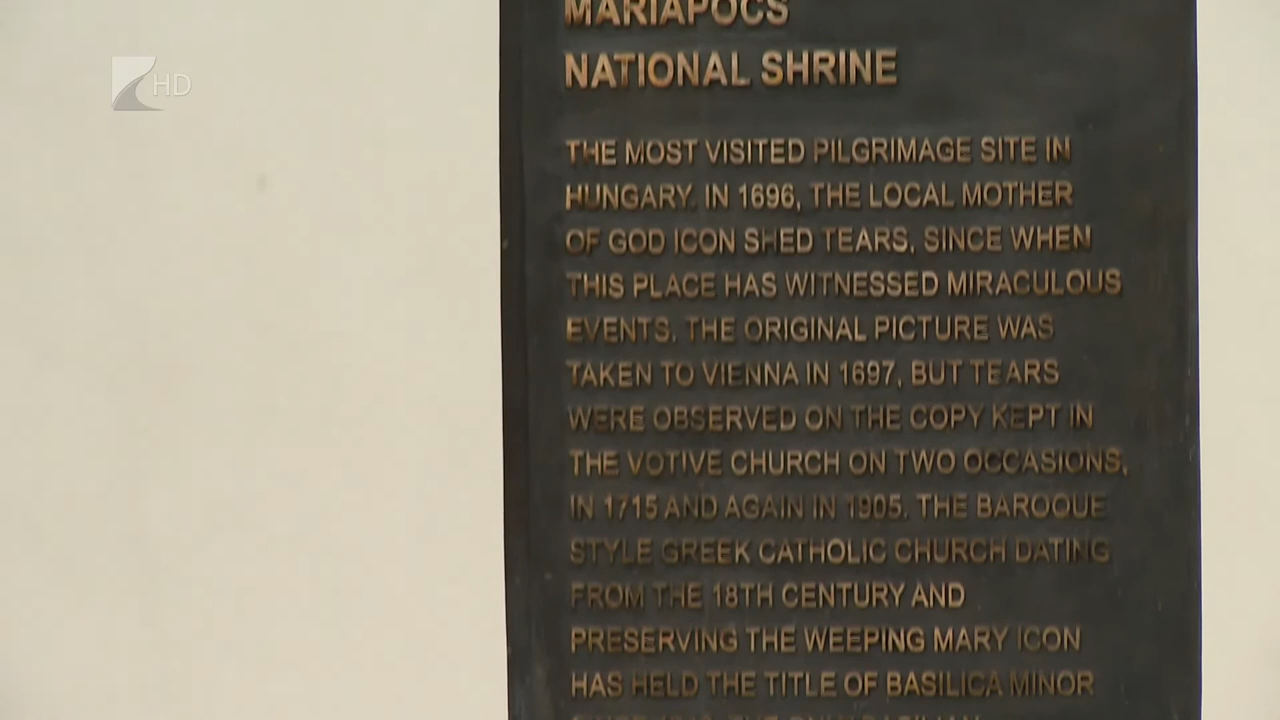 HD
MARIAPOCS
NATIONAL SHRINE
THE MOST VISITED PILGRIMAGE SITE IN
HUNGARY. IN 1696, THE LOCAL MOTHER
OF GOD ICON SHED TEARS, SINCE WHEN
THIS PLACE HAS WITNESSED MIRACULOUS
EVENTS. THE ORIGINAL PICTURE WAS
TAKEN TO VIENNA IN 1697, BUT TEARS
WERE OBSERVED ON THE COPY KEPT IN
THE VOTIVE CHURCH ON TWO OCCASIONS,
IN 1715 AND AGAIN IN 1905. THE BAROQUE
STYLE GREEK CATHOLIC CHURCH DATING
FROM THE 18TH CENTURY AND
PRESERVING THE WEEPING MARY ICON
HAS HELD THE TITLE OF BASILICA MINOR